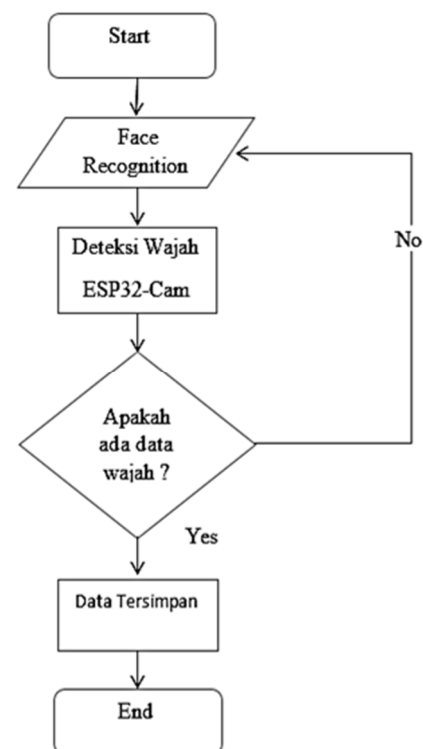 Start
Face
Recognition
Deteksi Wajah
ESP32-Cam
No
Apakah
ada data
wajah ?
Yes
Data Tersimpan
End